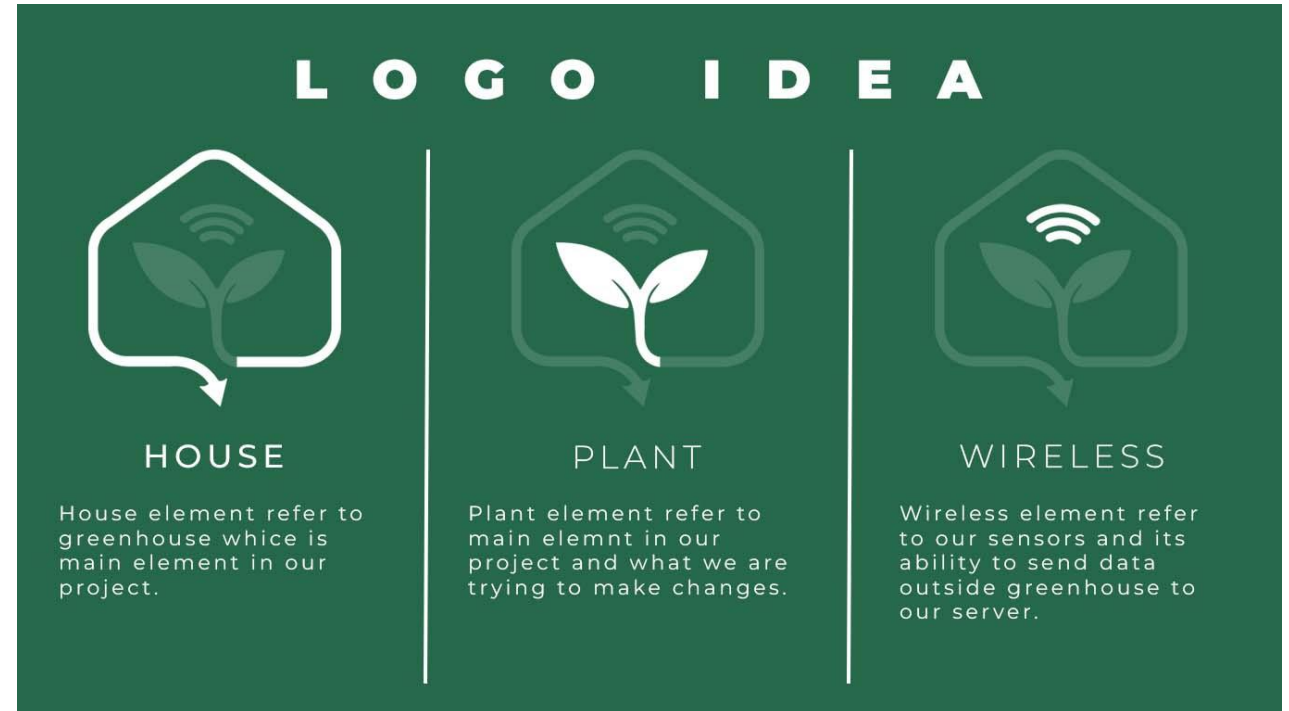 LOGO IDEA
HOUSE
House element refer to
greenhouse whice is
main element in our
project.
PLANT
Plant element refer to
main elemnt in our
project and what we are
trying to make changes.
WIRELESS
Wireless element refer
to our sensors and its
ability to send data
outside greenhouse to
our server.